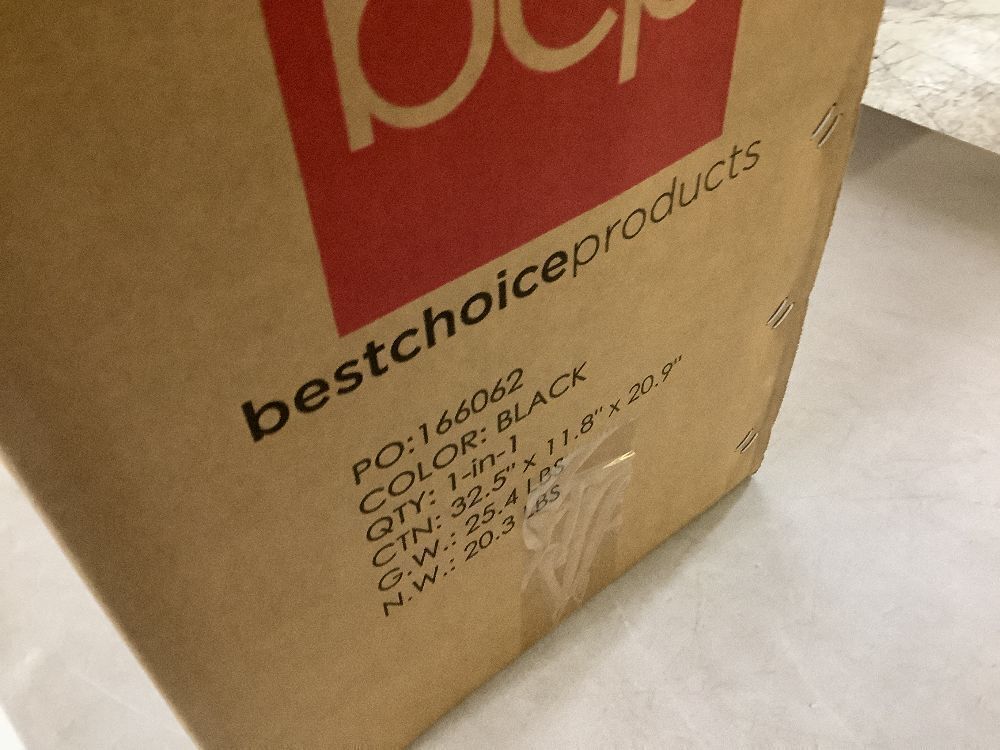 bcp
bestchoiceproducts
PO:166062
COLOR: BLACK
QTY: 1-in-1
CTN: 32.5" x 11.8" x 20.9"
G.W.: 25.4 LBS
N.W.: 20.3 LBS